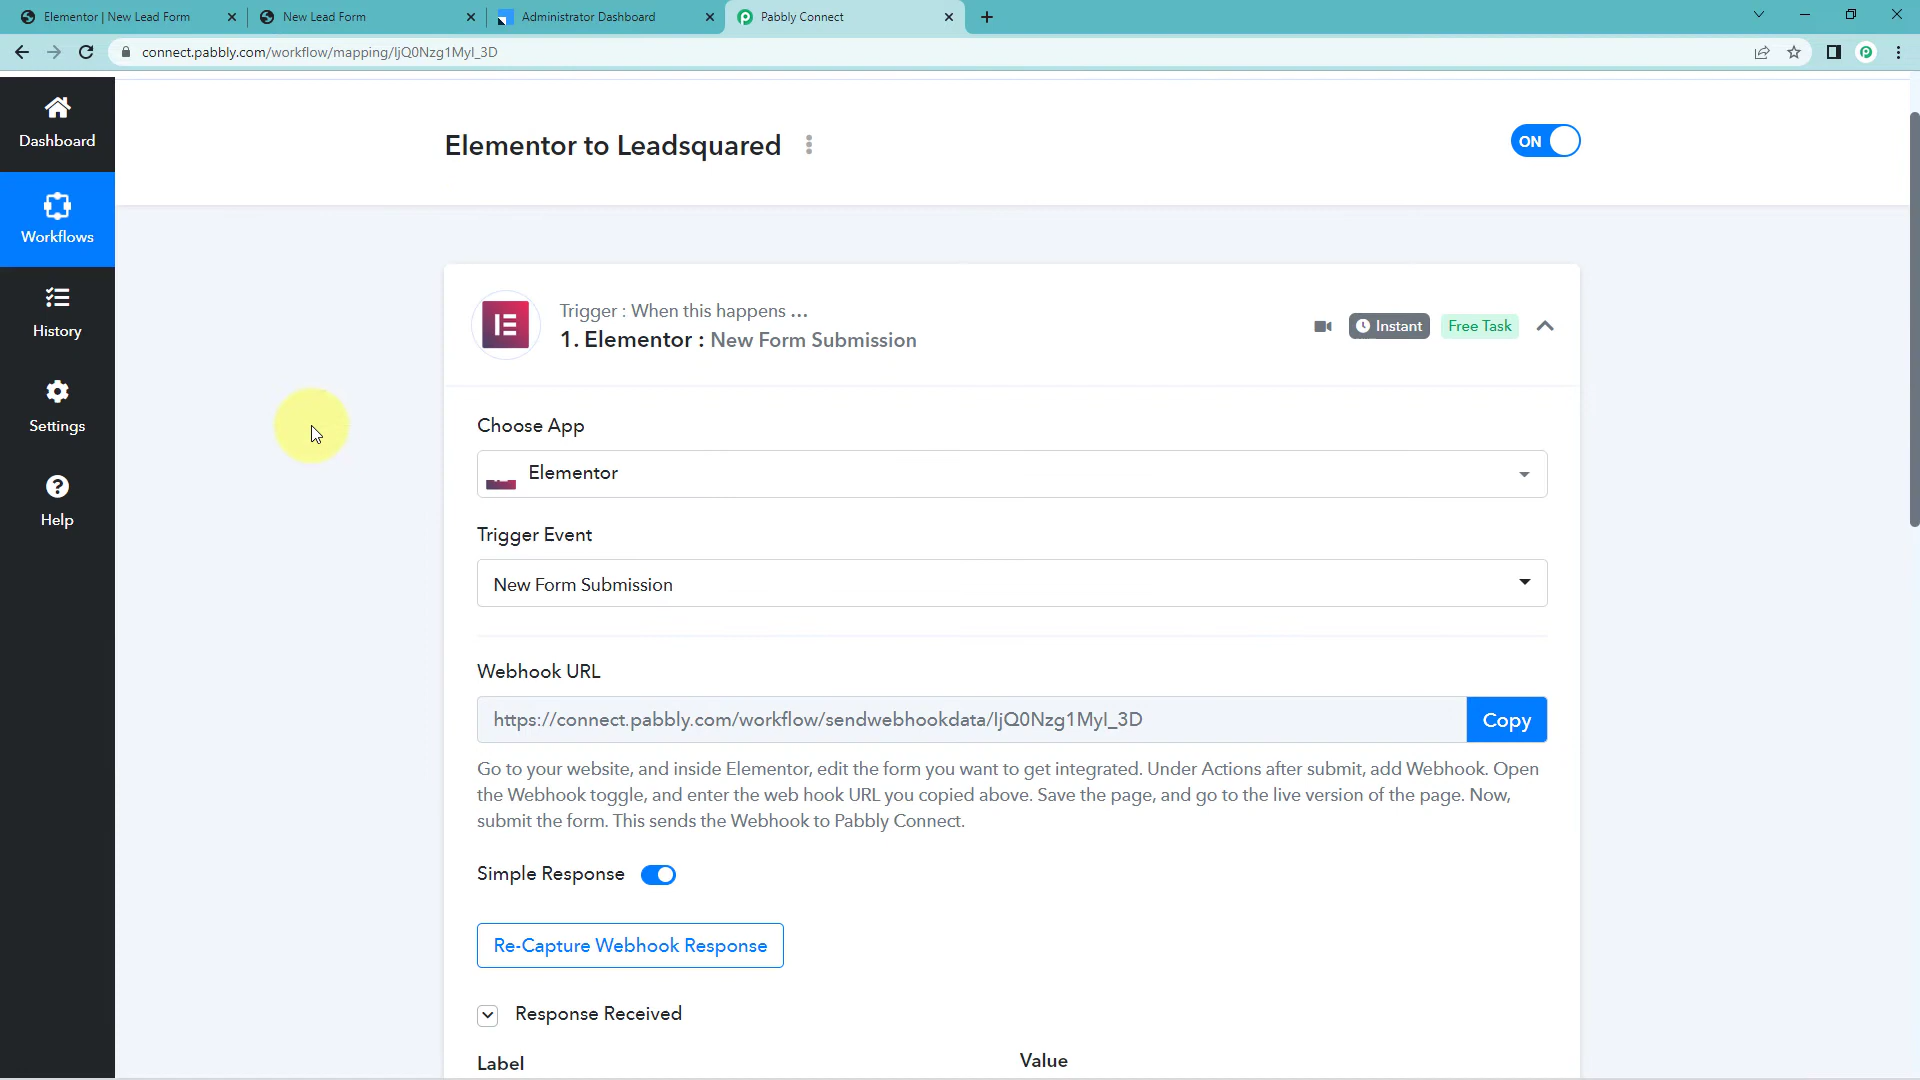 Elementor | New Lead Form
New Lead Form
Administrator Dashboard
Pabbly Connect
connect.pabbly.com/workflow/mapping/IjQ0Nzg1MyI_3D
Dashboard
Workflows
History
Settings
Help
Elementor to Leadsquared
ON
Trigger : When this happens ...
1. Elementor : New Form Submission
Instant
Free Task
Choose App
Elementor
Trigger Event
New Form Submission
Webhook URL
https://connect.pabbly.com/workflow/sendwebhookdata/IjQ0Nzg1MyI_3D
Copy
Go to your website, and inside Elementor, edit the form you want to get integrated. Under Actions after submit, add Webhook. Open
the Webhook toggle, and enter the web hook URL you copied above. Save the page, and go to the live version of the page. Now,
submit the form. This sends the Webhook to Pabbly Connect.
Simple Response
Re-Capture Webhook Response
Response Received
Label
Value